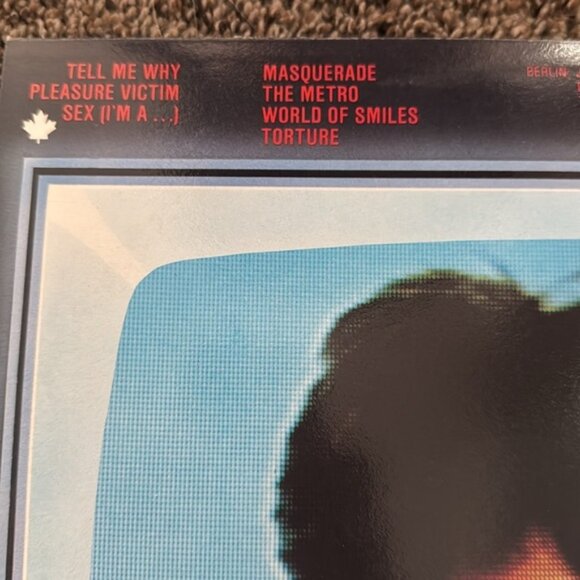 TELL ME WHY
PLEASURE VICTIM
SEX (I'M A ...)
MASQUERADE
THE METRO
WORLD OF SMILES
TORTURE
BERLIN